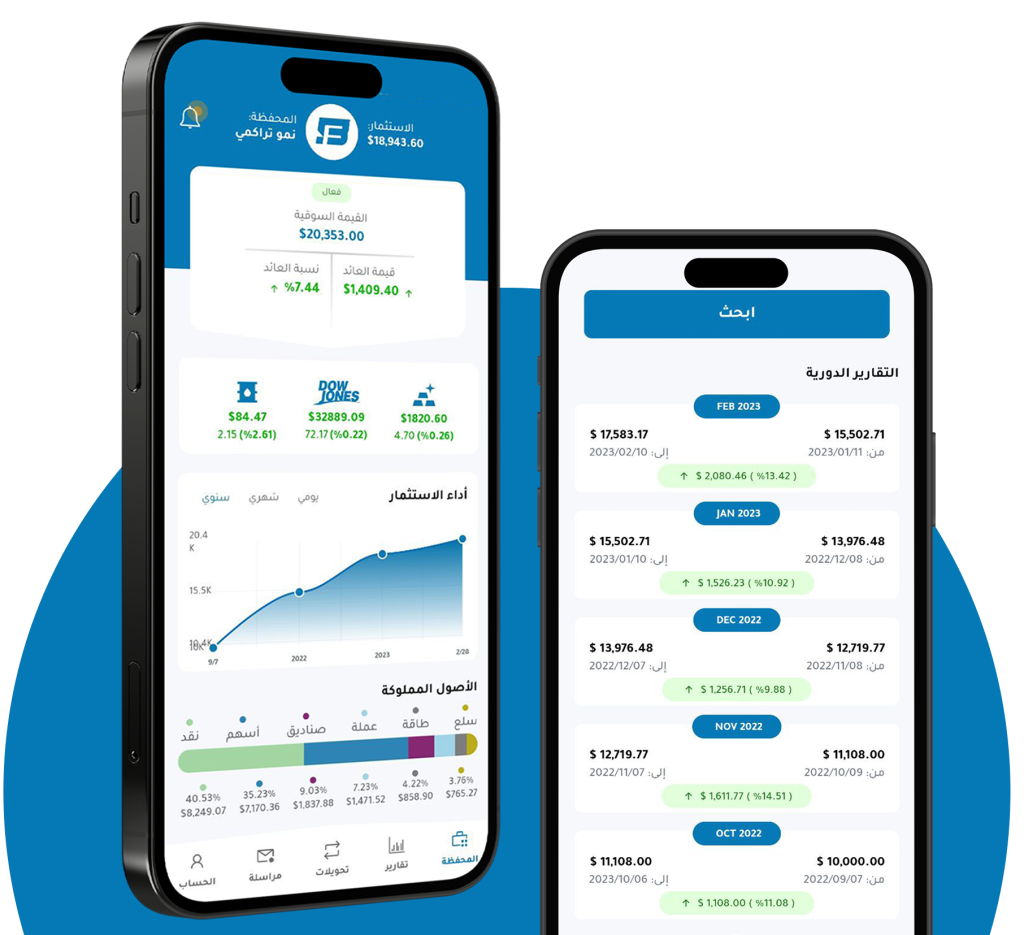 الاستثمار:
$18,943.60
المحفظة:
نمو تراكمي
فعال
القيمة السوقية
$20,353.00
قيمة العائد
$1,409.40 ↑
نسبة العائد
↑ %7.44
DOW JONES
$1820.60
4.70 (%0.26)
$32889.09
72.17 (%0.22)
$84.47
2.15 (%2.61)
أداء الاستثمار
يومي شهري سنوي
20.4
K
15.5K
10.4K
10K
9/7 2022 2023 2/28
الأصول المملوكة
سلع طاقة عملة صناديق أسهم نقد
40.53% 35.23% 9.03% 7.23% 4.22% 3.76%
$8,249.07 $7,170.36 $1,837.88 $1,471.52 $858.90 $765.27
المحفظة تقارير تحويلات مراسلة الحساب
ابحث
التقارير الدورية
FEB 2023
$ 17,583.17 $ 15,502.71
من: 2023/01/11 إلى: 2023/02/10
↑ $ 2,080.46 ( %13.42 )
JAN 2023
$ 15,502.71 $ 13,976.48
من: 2022/12/08 إلى: 2023/01/10
↑ $ 1,526.23 ( %10.92 )
DEC 2022
$ 13,976.48 $ 12,719.77
من: 2022/11/08 إلى: 2022/12/07
↑ $ 1,256.71 ( %9.88 )
NOV 2022
$ 12,719.77 $ 11,108.00
من: 2022/10/09 إلى: 2022/11/07
↑ $ 1,611.77 ( %14.51 )
OCT 2022
$ 11,108.00 $ 10,000.00
من: 2022/09/07 إلى: 2023/10/06
↑ $ 1,108.00 ( %11.08 )